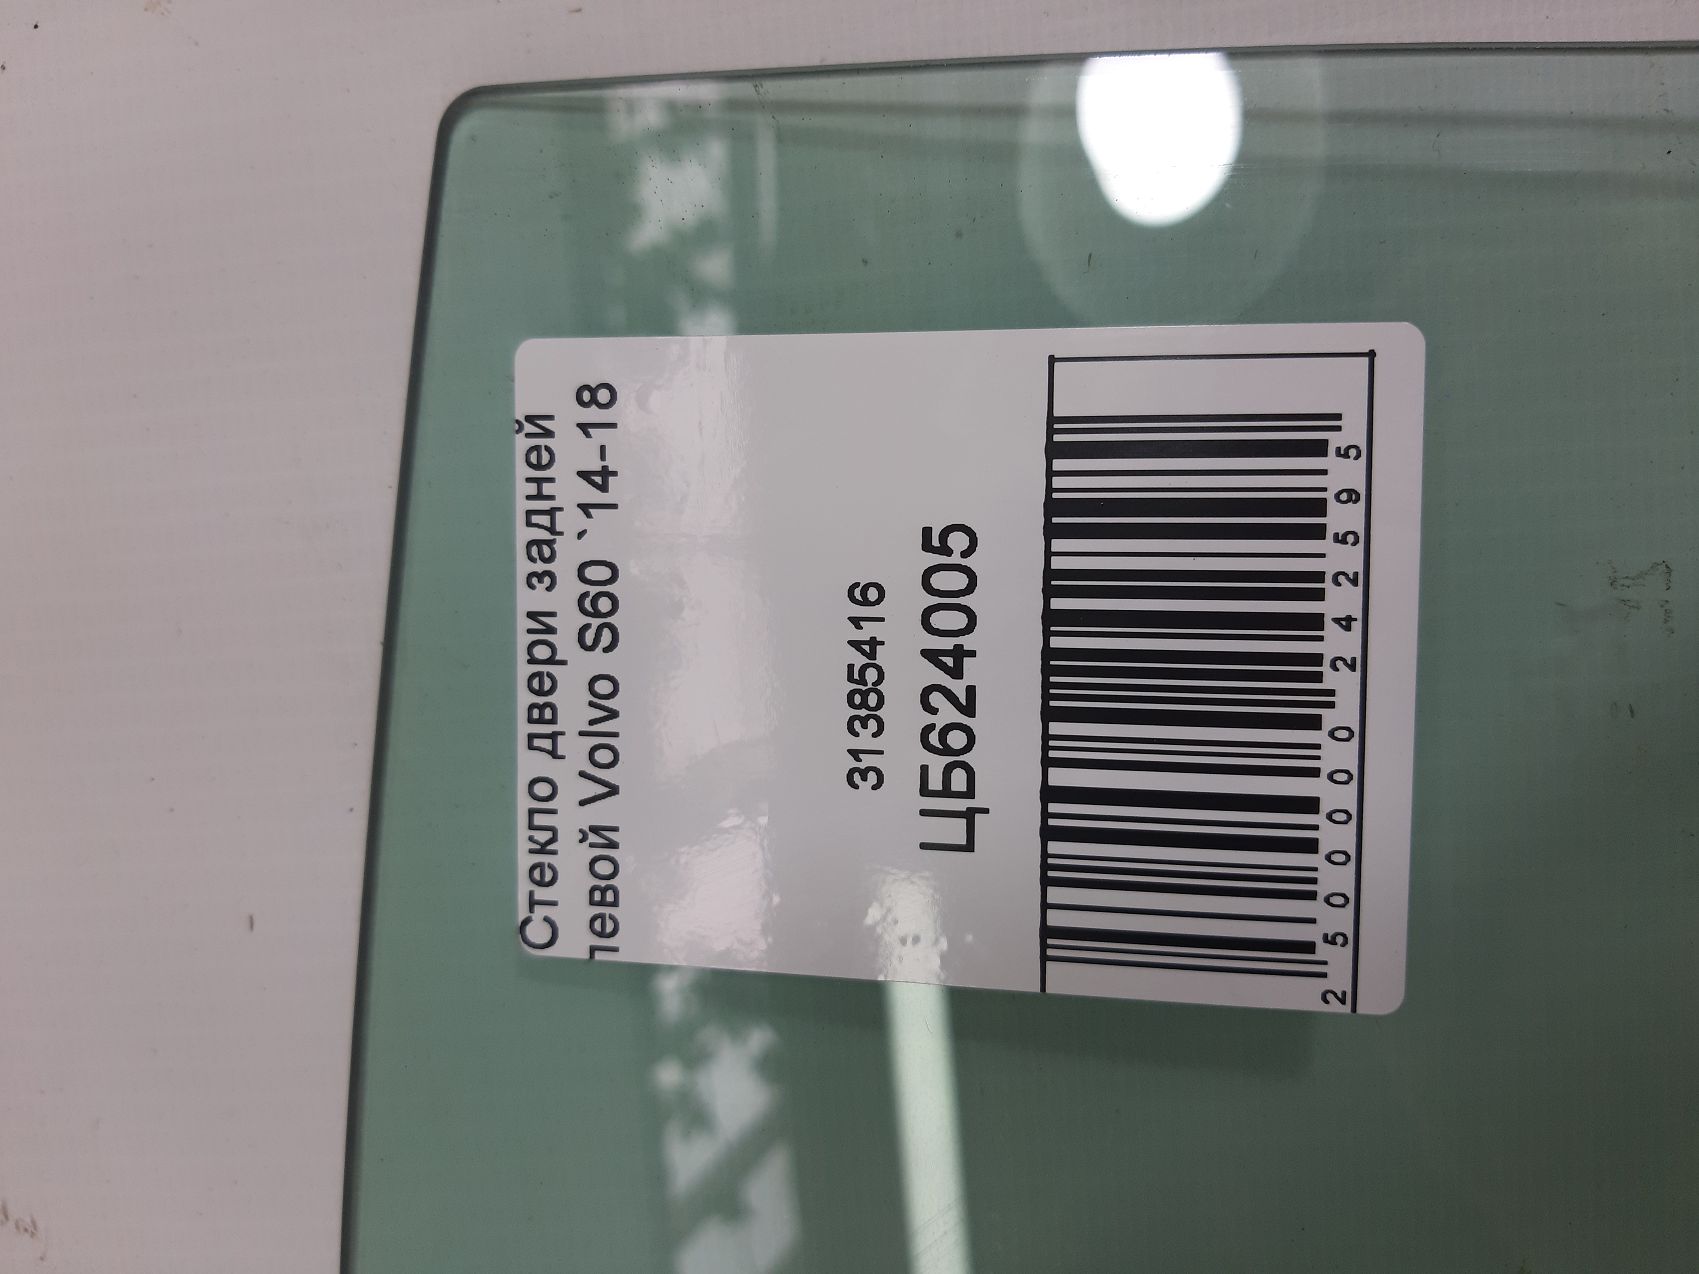 Стекло двери задней
левой Volvo S60 `14-18
31385416
ЦБ624005
2500000242595